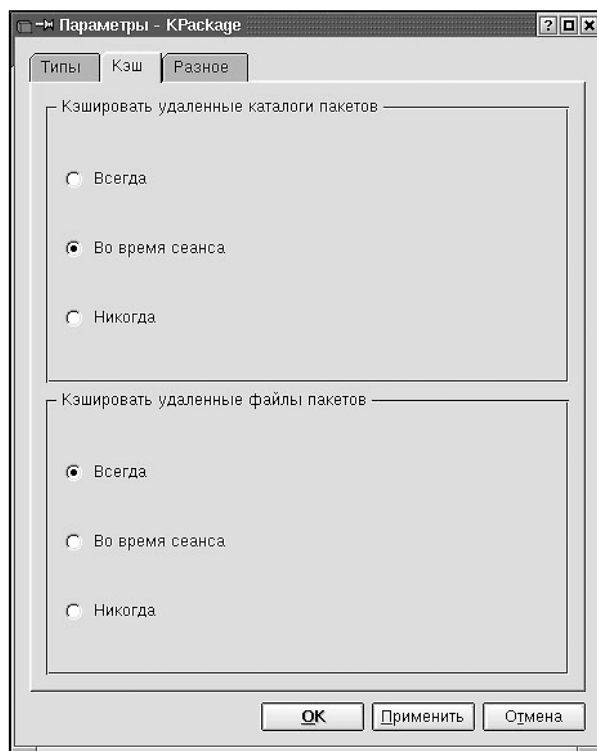 Параметры - KPackage
Типы Кэш Разное
Кэшировать удаленные каталоги пакетов
Всегда
Во время сеанса
Никогда
Кэшировать удаленные файлы пакетов
Всегда
Во время сеанса
Никогда
OK Применить Отмена